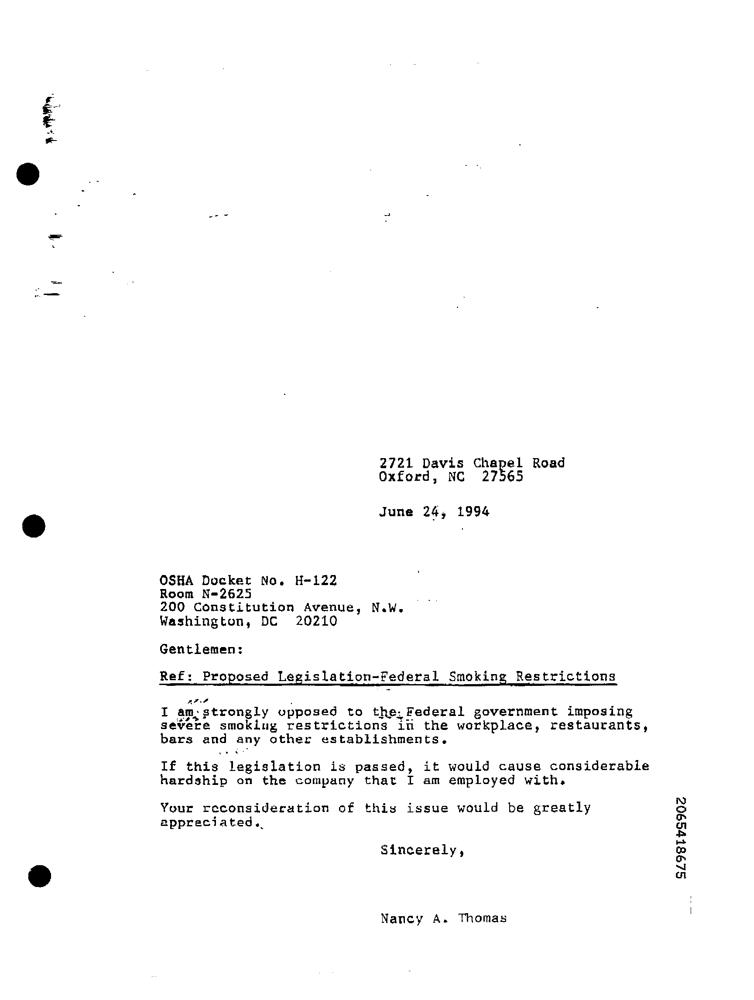 2721 Davis Chapel Road
Oxford, NC 27565
June 24, 1994
OSHA Docket No. H-122
Room N-2625
200 Constitution Avenue, N.W.
Washington, DC 20210
Gentlemen:
Ref: Proposed Legislation-Federal Smoking Restrictions
I am strongly opposed to the Federal government imposing
severe smoking restrictions in the workplace, restaurants,
bars and any other establishments.
If this legislation is passed, it would cause considerable
hardship on the company that I am employed with.
Your reconsideration of this issue would be greatly
appreciated.
Sincerely,
Nancy A. Thomas
2065418675